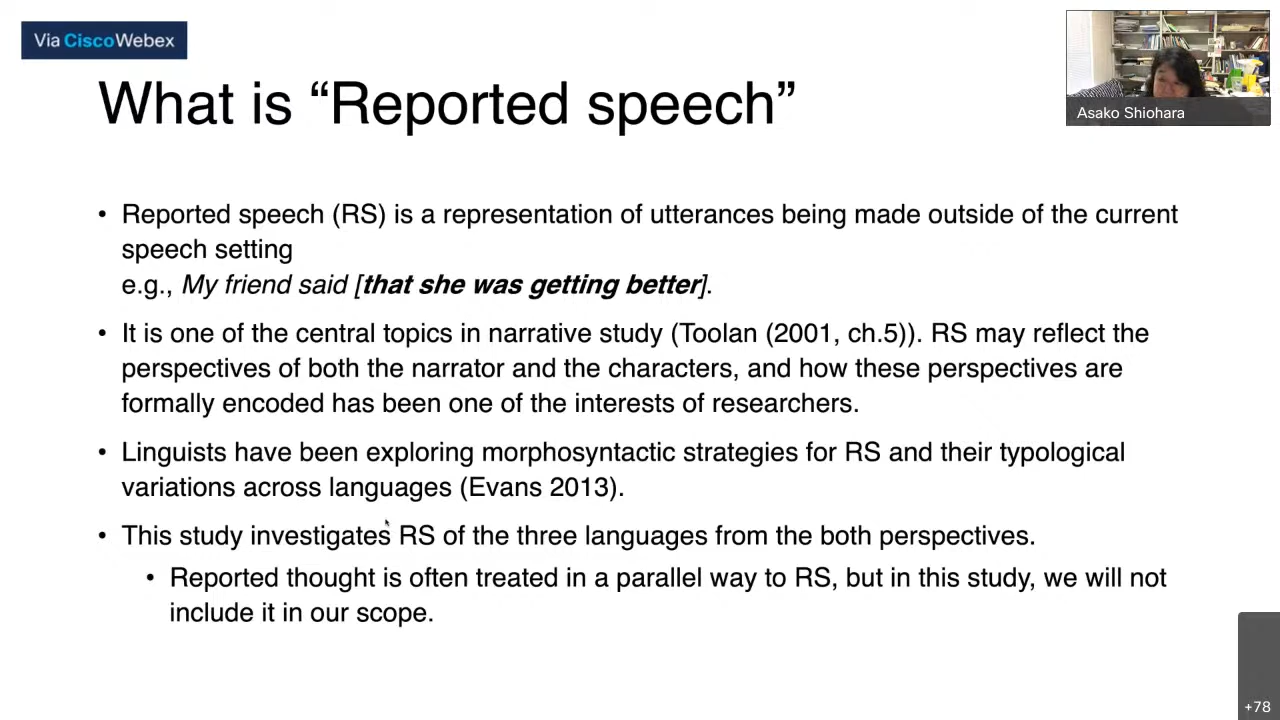 Via CiscoWebex
Asako Shiohara
What is “Reported speech”
• Reported speech (RS) is a representation of utterances being made outside of the current
speech setting
e.g., My friend said [that she was getting better].
• It is one of the central topics in narrative study (Toolan (2001, ch.5)). RS may reflect the
perspectives of both the narrator and the characters, and how these perspectives are
formally encoded has been one of the interests of researchers.
• Linguists have been exploring morphosyntactic strategies for RS and their typological
variations across languages (Evans 2013).
• This study investigates RS of the three languages from the both perspectives.
• Reported thought is often treated in a parallel way to RS, but in this study, we will not
include it in our scope.
+78